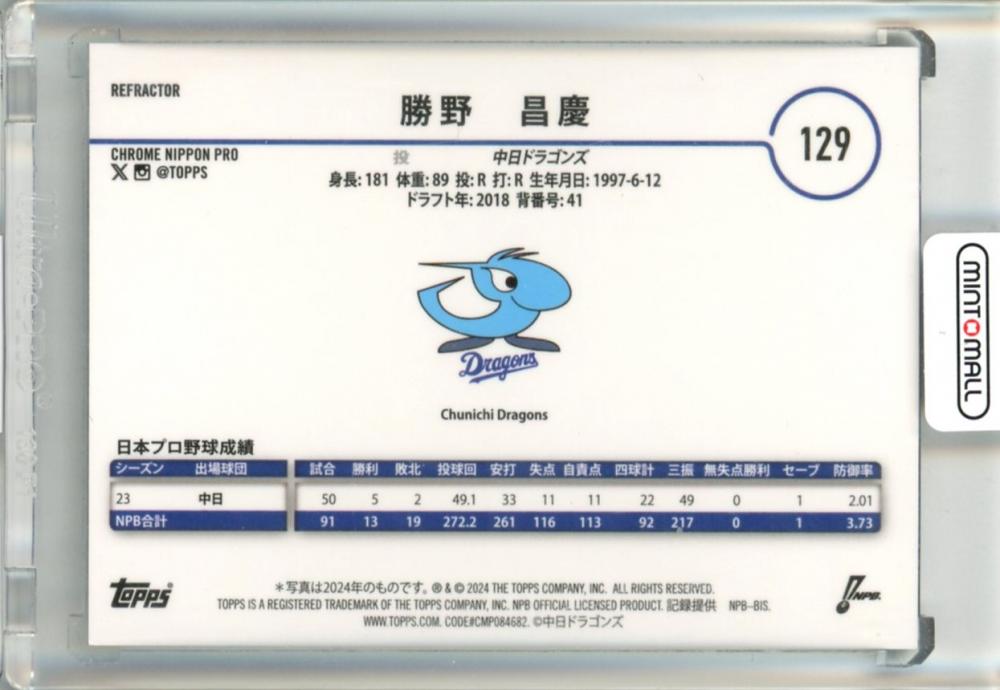 REFRACTOR
勝野 昌慶
129
CHROME NIPPON PRO
@TOPPS
投 中日ドラゴンズ
身長: 181 体重: 89 投: R 打: R 生年月日: 1997-6-12
ドラフト年: 2018 背番号: 41
Dragons
Chunichi Dragons
MINT MALL
日本プロ野球成績
シーズン 出場球団 試合 勝利 敗北 投球回 安打 失点 自責点 四球計 三振 無失点勝利 セーブ 防御率
23 中日 50 5 2 49.1 33 11 11 22 49 0 1 2.01
NPB合計 91 13 19 272.2 261 116 113 92 217 0 1 3.73
Topps
*写真は2024年のものです。® & © 2024 THE TOPPS COMPANY, INC. ALL RIGHTS RESERVED.
TOPPS IS A REGISTERED TRADEMARK OF THE TOPPS COMPANY, INC. NPB OFFICIAL LICENSED PRODUCT. 記録提供 NPB-BIS.
WWW.TOPPS.COM. CODE#CMP084682. ©中日ドラゴンズ
NPB